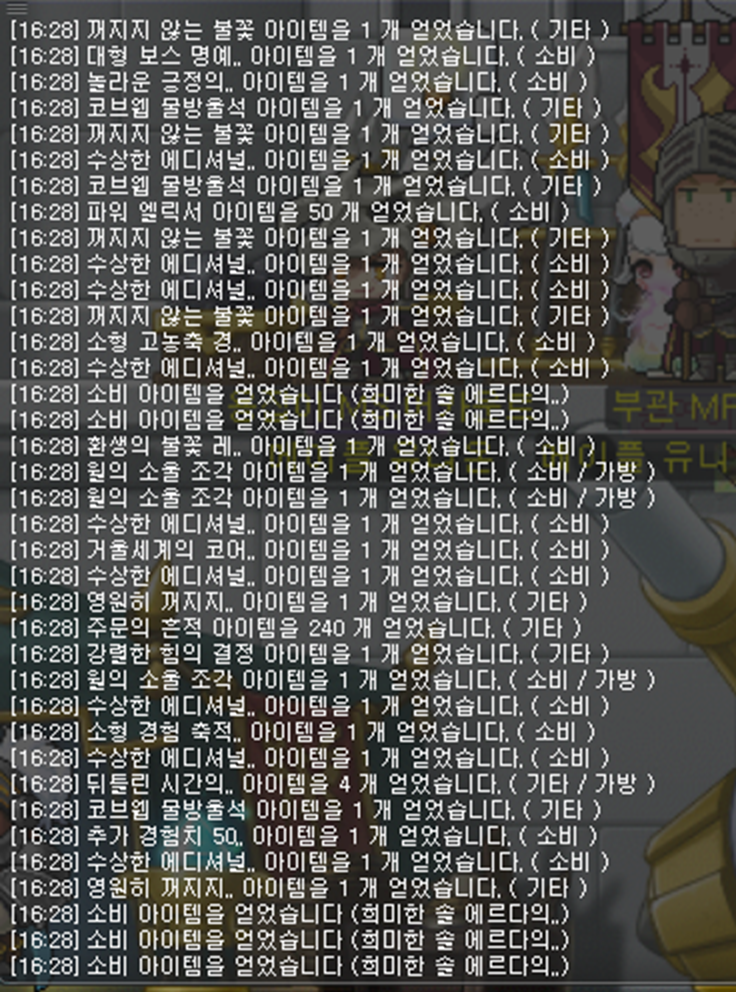 [16:28] 꺼지지 않는 불꽃 아이템을 1 개 얻었습니다. ( 기타 )
[16:28] 대형 보스 명예.. 아이템을 1 개 얻었습니다. ( 소비 )
[16:28] 놀라운 긍정의.. 아이템을 1 개 얻었습니다. ( 소비 )
[16:28] 코브웹 물방울석 아이템을 1 개 얻었습니다. ( 기타 )
[16:28] 꺼지지 않는 불꽃 아이템을 1 개 얻었습니다. ( 기타 )
[16:28] 수상한 에디셔널.. 아이템을 1 개 얻었습니다. ( 소비 )
[16:28] 코브웹 물방울석 아이템을 1 개 얻었습니다. ( 기타 )
[16:28] 파워 엘릭서 아이템을 50 개 얻었습니다. ( 소비 )
[16:28] 꺼지지 않는 불꽃 아이템을 1 개 얻었습니다. ( 기타 )
[16:28] 수상한 에디셔널.. 아이템을 1 개 얻었습니다. ( 소비 )
[16:28] 수상한 에디셔널.. 아이템을 1 개 얻었습니다. ( 소비 )
[16:28] 꺼지지 않는 불꽃 아이템을 1 개 얻었습니다. ( 기타 )
[16:28] 소형 고농축 경.. 아이템을 1 개 얻었습니다. ( 소비 )
[16:28] 수상한 에디셔널.. 아이템을 1 개 얻었습니다. ( 소비 )
[16:28] 소비 아이템을 얻었습니다 (희미한 솔 에르다의..)
[16:28] 소비 아이템을 얻었습니다 (희미한 솔 에르다의..)
부관 MF
[16:28] 환생의 불꽃 레.. 아이템을 1 개 얻었습니다. ( 소비 )
메이플 유니
[16:28] 윌의 소울 조각 아이템을 1 개 얻었습니다. ( 소비 / 가방 )
[16:28] 윌의 소울 조각 아이템을 1 개 얻었습니다. ( 소비 / 가방 )
[16:28] 수상한 에디셔널.. 아이템을 1 개 얻었습니다. ( 소비 )
[16:28] 거울세계의 코어.. 아이템을 1 개 얻었습니다. ( 소비 )
[16:28] 수상한 에디셔널.. 아이템을 1 개 얻었습니다. ( 소비 )
[16:28] 영원히 꺼지지.. 아이템을 1 개 얻었습니다. ( 기타 )
[16:28] 주문의 흔적 아이템을 240 개 얻었습니다. ( 기타 )
[16:28] 강렬한 힘의 결정 아이템을 1 개 얻었습니다. ( 기타 )
[16:28] 윌의 소울 조각 아이템을 1 개 얻었습니다. ( 소비 / 가방 )
[16:28] 수상한 에디셔널.. 아이템을 1 개 얻었습니다. ( 소비 )
[16:28] 소형 경험 축적.. 아이템을 1 개 얻었습니다. ( 소비 )
[16:28] 수상한 에디셔널.. 아이템을 1 개 얻었습니다. ( 소비 )
[16:28] 뒤틀린 시간의.. 아이템을 4 개 얻었습니다. ( 기타 / 가방 )
[16:28] 코브웹 물방울석 아이템을 1 개 얻었습니다. ( 기타 )
[16:28] 추가 경험치 50.. 아이템을 1 개 얻었습니다. ( 소비 )
[16:28] 수상한 에디셔널.. 아이템을 1 개 얻었습니다. ( 소비 )
[16:28] 영원히 꺼지지.. 아이템을 1 개 얻었습니다. ( 기타 )
[16:28] 소비 아이템을 얻었습니다 (희미한 솔 에르다의..)
[16:28] 소비 아이템을 얻었습니다 (희미한 솔 에르다의..)
[16:28] 소비 아이템을 얻었습니다 (희미한 솔 에르다의..)